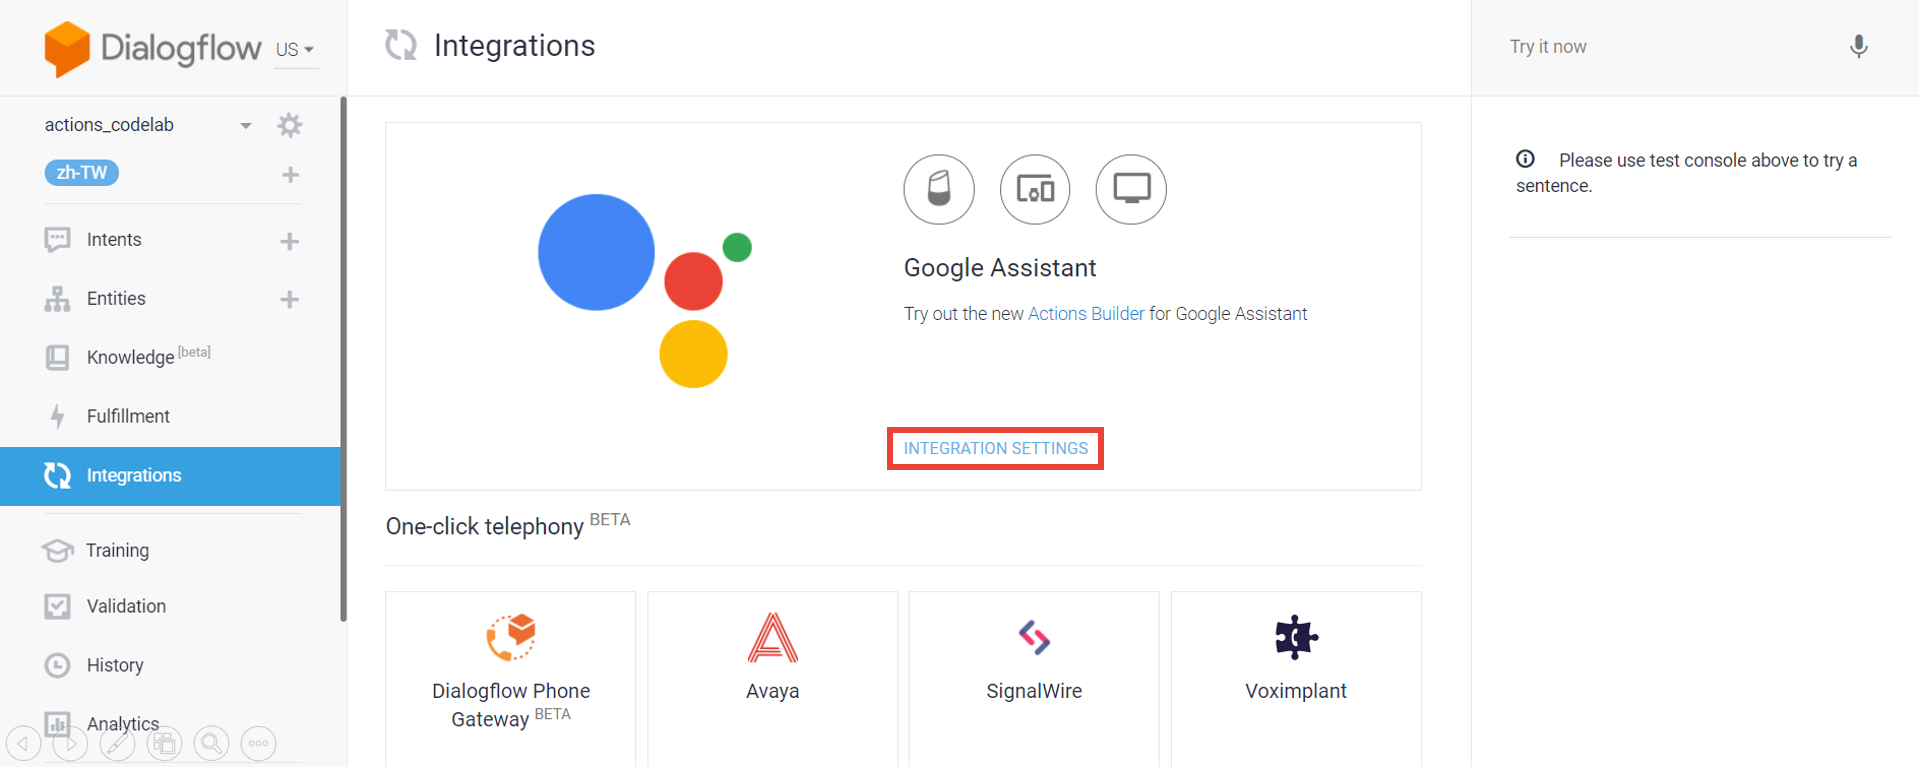 Dialogflow US
Integrations
Try it now
actions_codelab
zh-TW
Intents
Entities
Knowledge [beta]
Fulfillment
Integrations
Training
Validation
History
Analytics
Google Assistant
Try out the new Actions Builder for Google Assistant
INTEGRATION SETTINGS
One-click telephony BETA
Dialogflow Phone
Gateway BETA
Avaya
SignalWire
Voximplant
Please use test console above to try a
sentence.